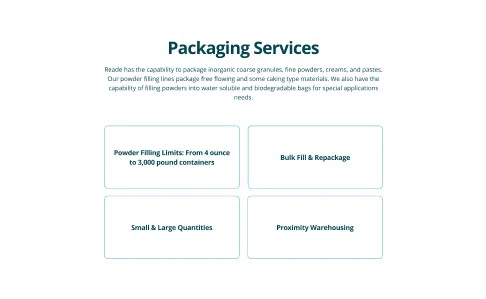 Packaging Services
Reade has the capability to package inorganic coarse granules, fine powders, creams, and pastes.
Our powder filling lines package free flowing and some caking type materials. We also have the
capability of filling powders into water soluble and biodegradable bags for special applications
needs.
Powder Filling Limits: From 4 ounce
to 3,000 pound containers
Bulk Fill & Repackage
Small & Large Quantities
Proximity Warehousing